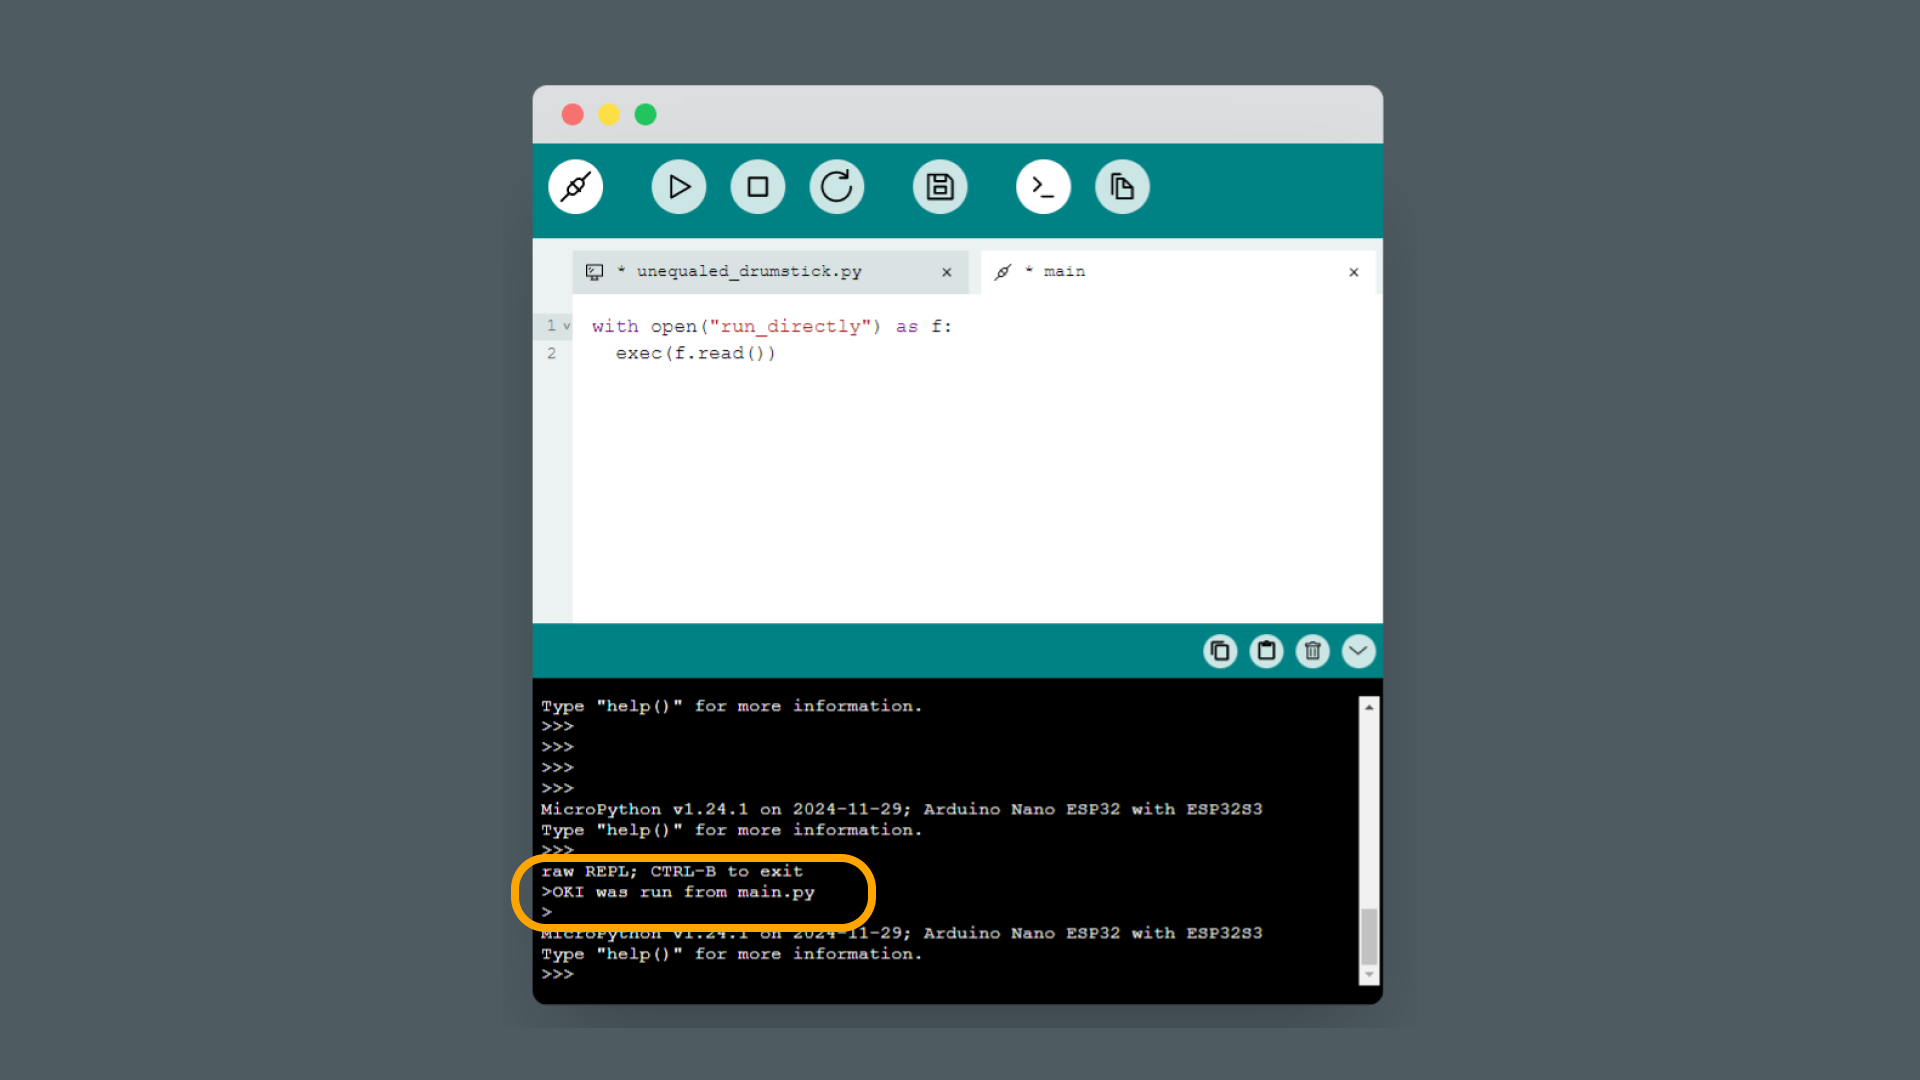 * unequaled_drumstick.py × * main ×
1 with open("run_directly") as f:
2 exec(f.read())
Type "help()" for more information.
>>>
>>>
>>>
>>>
MicroPython v1.24.1 on 2024-11-29; Arduino Nano ESP32 with ESP32S3
Type "help()" for more information.
>>>
raw REPL; CTRL-B to exit
>OKI was run from main.py
>
MicroPython v1.24.1 on 2024-11-29; Arduino Nano ESP32 with ESP32S3
Type "help()" for more information.
>>>